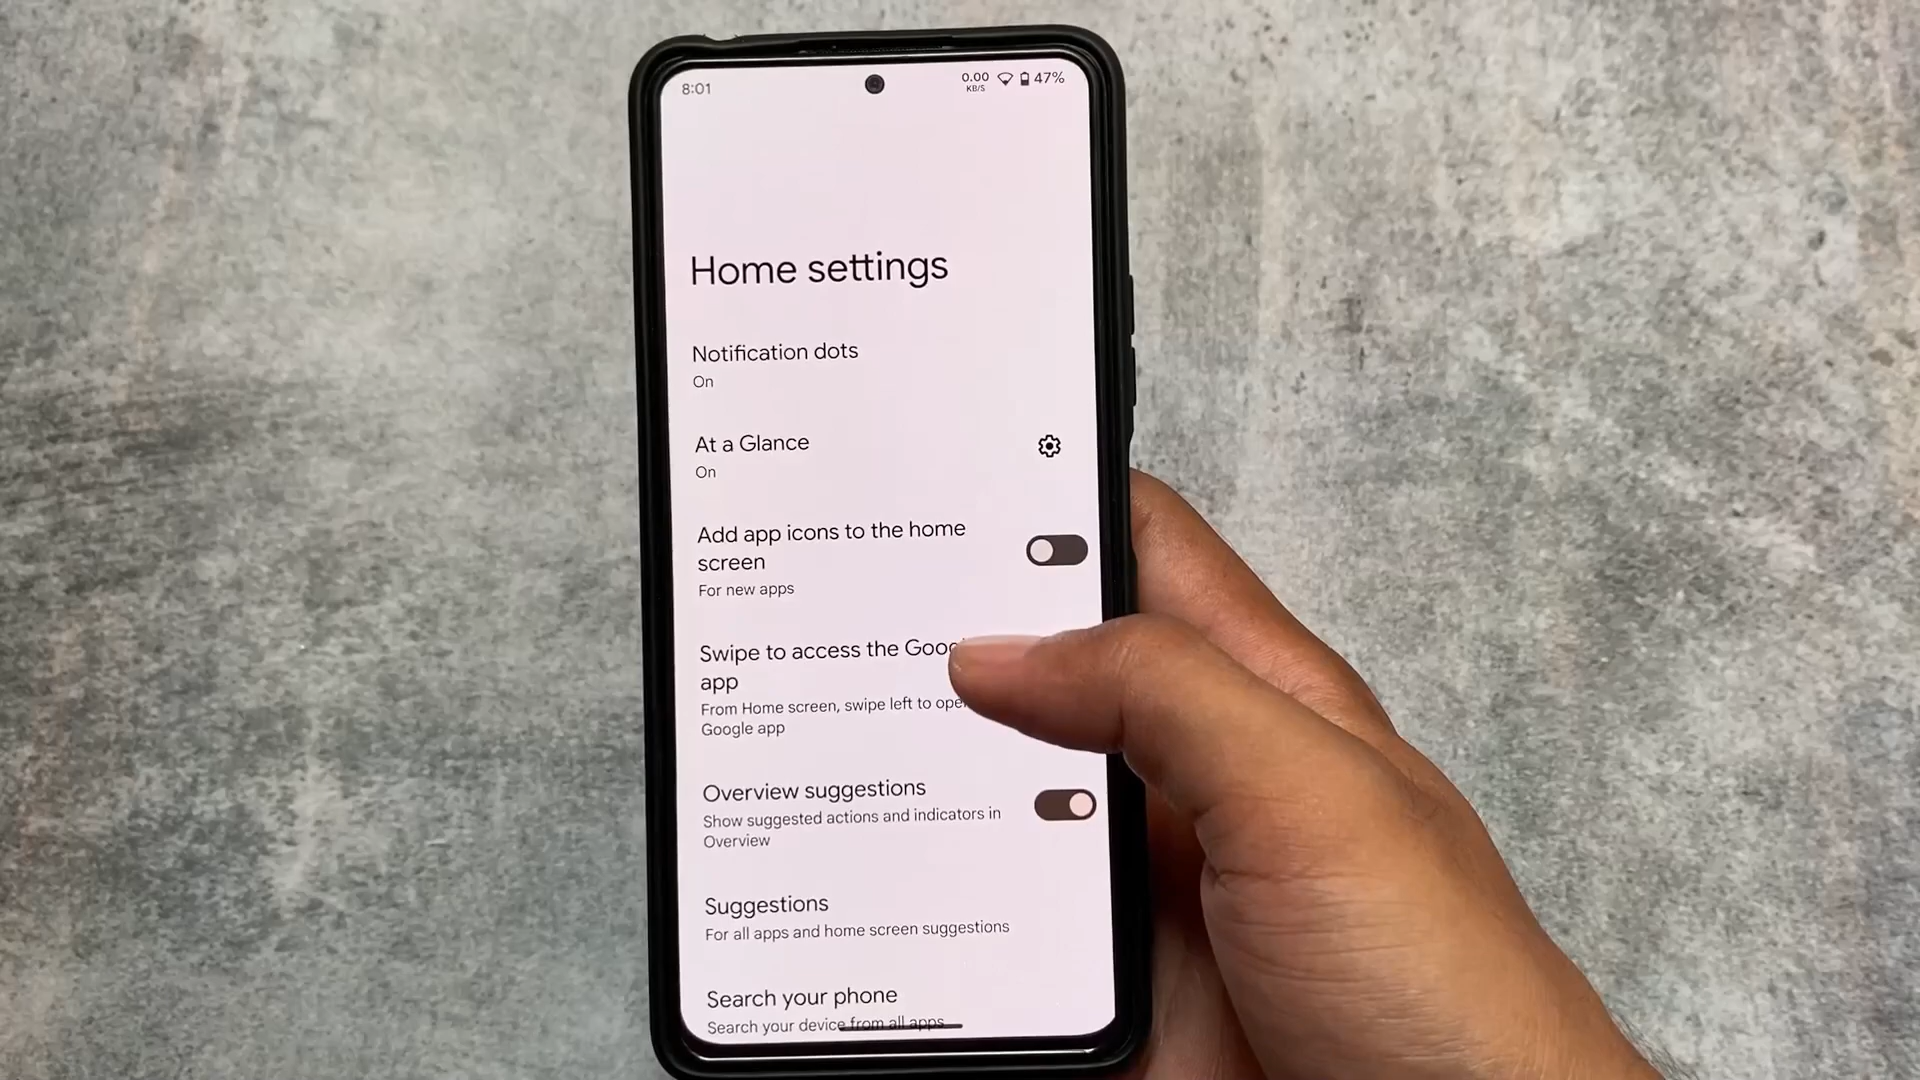 8:01
0.00
KB/S
47%
Home settings
Notification dots
On
At a Glance
On
Add app icons to the home
screen
For new apps
Swipe to access the
app
From Home screen, swipe left to
Google app
Overview suggestions
Show suggested actions and indicators in
Overview
Suggestions
For all apps and home screen suggestions
Search your phone
Search your device from all apps